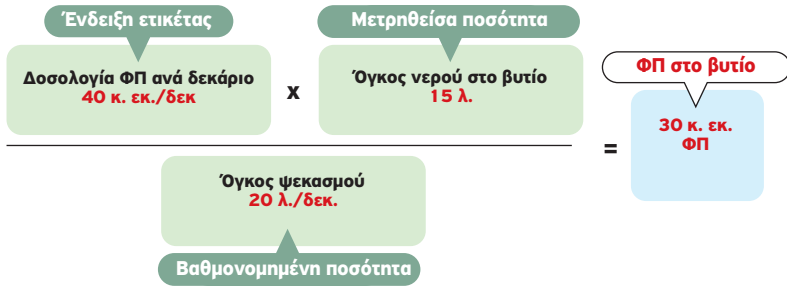 Ένδειξη ετικέτας
Μετρηθείσα ποσότητα
Δοσολογία ΦΠ ανά δεκάριο
40 κ. εκ./δεκ
x
Όγκος νερού στο βυτίο
15 λ.
=
ΦΠ στο βυτίο
30 κ. εκ.
ΦΠ
Όγκος ψεκασμού
20 λ./δεκ.
Βαθμονομημένη ποσότητα